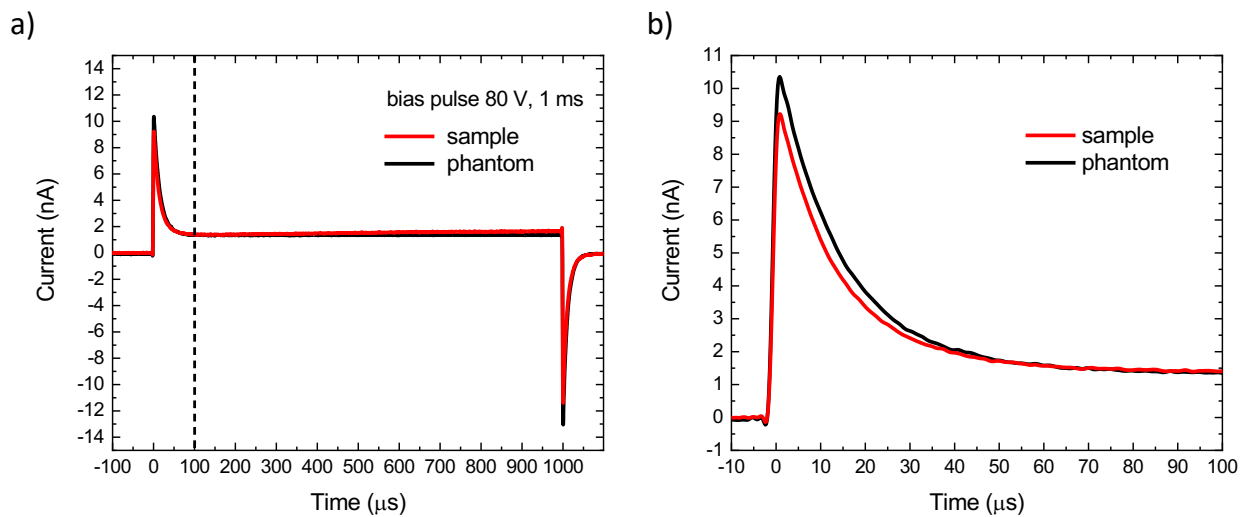 a)
14
12
10
8
6
4
2
0
-2
-4
-6
-8
-10
-12
-14
Current (nA)
bias pulse 80 V, 1 ms
sample
phantom
-100 0 100 200 300 400 500 600 700 800 900 1000
Time (μs)
b)
11
10
9
8
7
6
5
4
3
2
1
0
-1
Current (nA)
sample
phantom
-10 0 10 20 30 40 50 60 70 80 90 100
Time (μs)